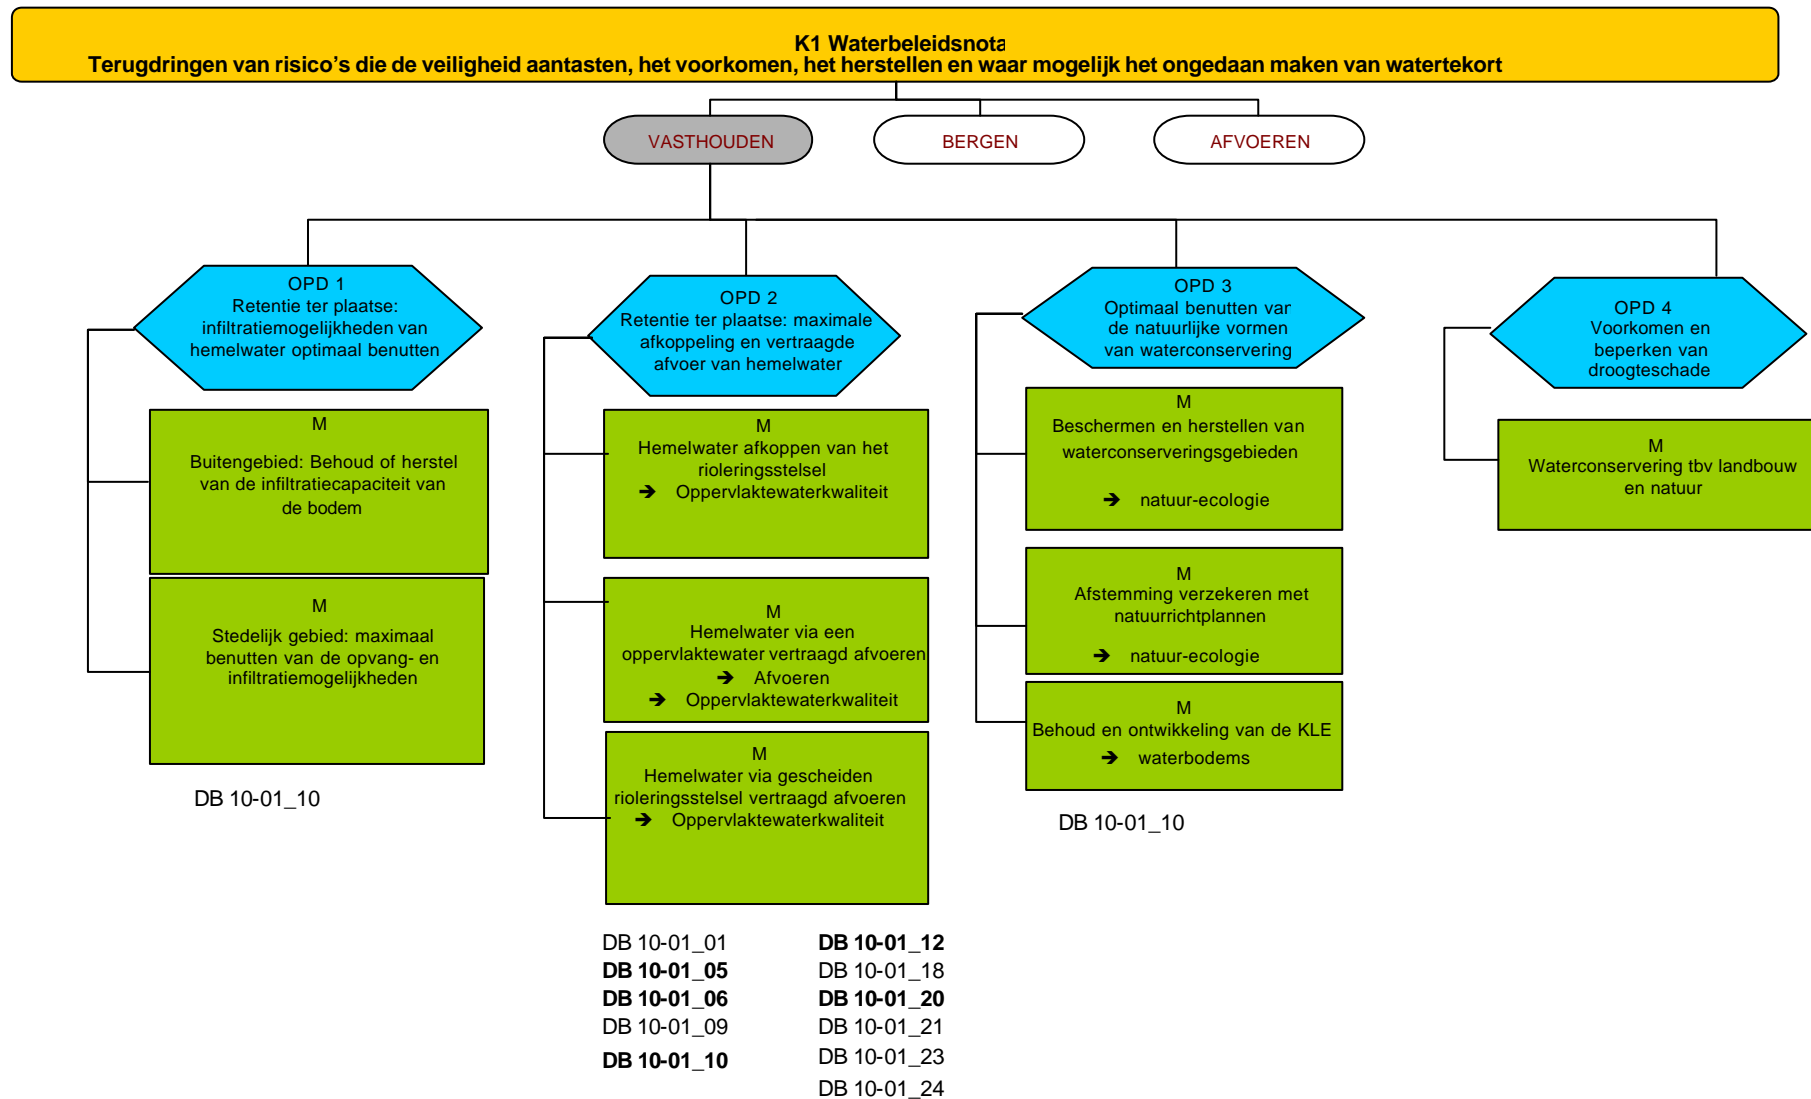 K1 Waterbeleidsnota
Terugdringen van risico's die de veiligheid aantasten, het voorkomen, het herstellen en waar mogelijk het ongedaan maken van watertekort
VASTHOUDEN
BERGEN
AFVOEREN
OPD 1
Retentie ter plaatse:
infiltratiemogelijkheden van
hemelwater optimaal benutten
M
Buitengebied: Behoud of herstel
van de infiltratiecapaciteit van
de bodem
M
Stedelijk gebied: maximaal
benutten van de opvang- en
infiltratiemogelijkheden
DB 10-01_10
OPD 2
Retentie ter plaatse: maximale
afkoppeling en vertraagde
afvoer van hemelwater
M
Hemelwater afkoppen van het
rioleringsstelsel
➔ Oppervlaktewaterkwaliteit
M
Hemelwater via een
oppervlaktewater vertraagd afvoeren
➔ Afvoeren
➔ Oppervlaktewaterkwaliteit
M
Hemelwater via gescheiden
rioleringsstelsel vertraagd afvoeren
➔ Oppervlaktewaterkwaliteit
DB 10-01_01
DB 10-01_05
DB 10-01_06
DB 10-01_09
DB 10-01_10
DB 10-01_12
DB 10-01_18
DB 10-01_20
DB 10-01_21
DB 10-01_23
DB 10-01_24
OPD 3
Optimaal benutten van
de natuurlijke vormen
van waterconservering
M
Beschermen en herstellen van
waterconserveringsgebieden
➔ natuur-ecologie
M
Afstemming verzekeren met
natuurrichtplannen
➔ natuur-ecologie
M
Behoud en ontwikkeling van de KLE
➔ waterbodems
DB 10-01_10
OPD 4
Voorkomen en
beperken van
droogteschade
M
Waterconservering tbv landbouw
en natuur